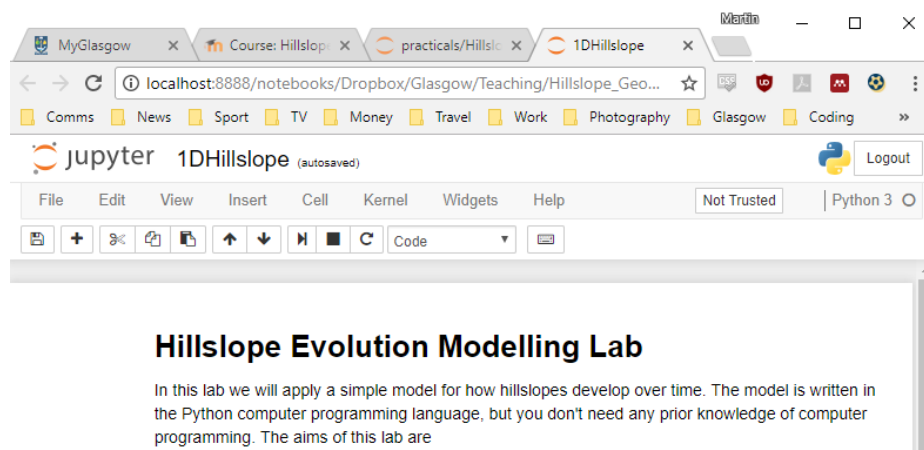 Martin
MyGlasgow
Course: Hillslop
practicals/Hillslo
1DHillslope
localhost:8888/notebooks/Dropbox/Glasgow/Teaching/Hillslope_Geo...
Comms News Sport TV Money Travel Work Photography Glasgow Coding »
jupyter 1DHillslope (autosaved) Logout
File Edit View Insert Cell Kernel Widgets Help Not Trusted Python 3
Code
Hillslope Evolution Modelling Lab
In this lab we will apply a simple model for how hillslopes develop over time. The model is written in
the Python computer programming language, but you don't need any prior knowledge of computer
programming. The aims of this lab are